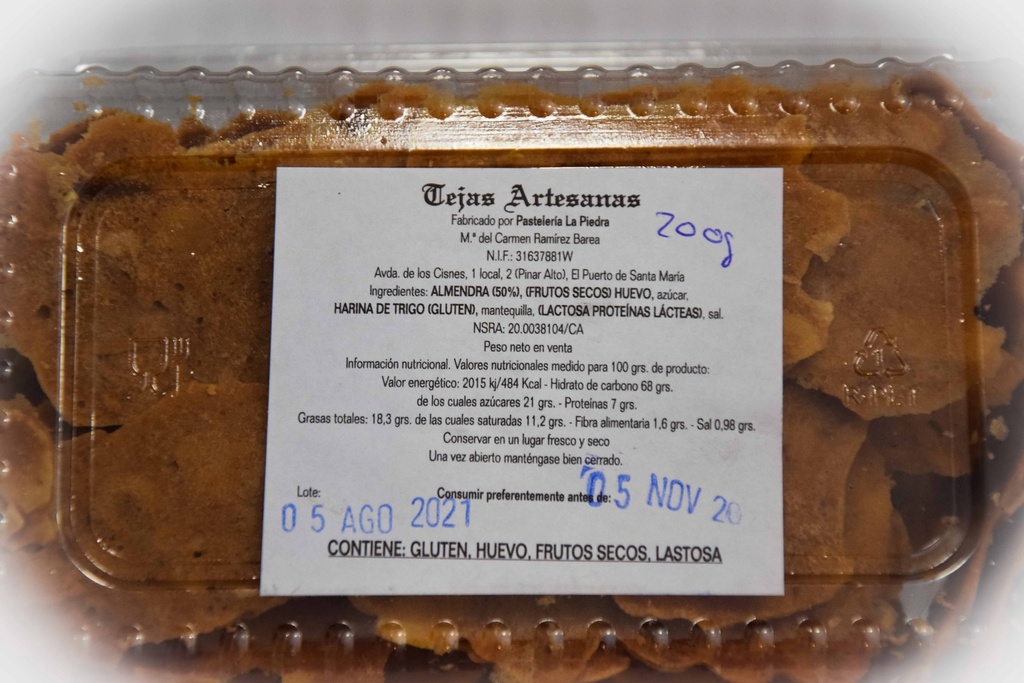 Tejas Artesanas
Fabricado por Pastelería La Piedra
200g
M.ª del Carmen Ramírez Barea
N.I.F.: 31637881W
Avda. de los Cisnes, 1 local, 2 (Pinar Alto), El Puerto de Santa María
Ingredientes: ALMENDRA (50%), (FRUTOS SECOS) HUEVO, azúcar,
HARINA DE TRIGO (GLUTEN), mantequilla, (LACTOSA PROTEÍNAS LÁCTEAS), sal.
NSRA: 20.0038104/CA
Peso neto en venta
Información nutricional. Valores nutricionales medido para 100 grs. de producto:
Valor energético: 2015 kj/484 Kcal - Hidrato de carbono 68 grs.
de los cuales azúcares 21 grs. - Proteínas 7 grs.
Grasas totales: 18,3 grs. de las cuales saturadas 11,2 grs. - Fibra alimentaria 1,6 grs. - Sal 0,98 grs.
Conservar en un lugar fresco y seco
Una vez abierto manténgase bien cerrado.
Lote:
05 AGO 2021
Consumir preferentemente antes de: 05 NOV 20
CONTIENE: GLUTEN, HUEVO, FRUTOS SECOS, LASTOSA
1